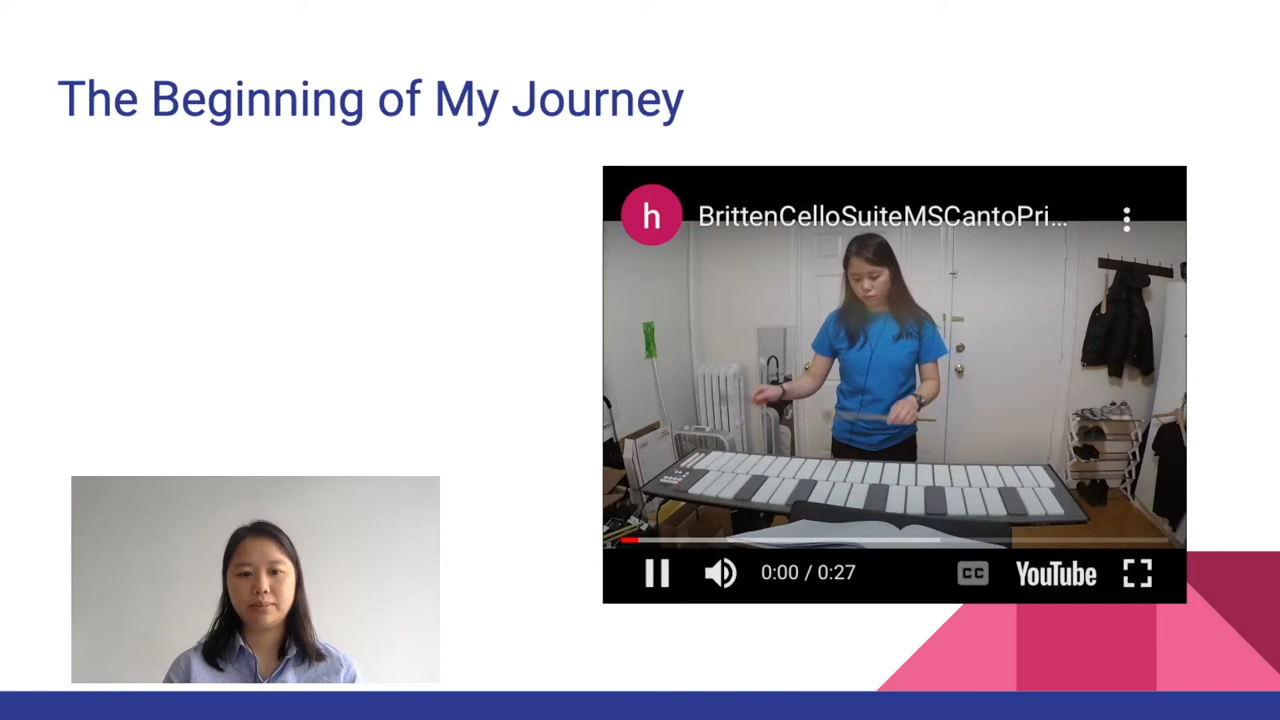 The Beginning of My Journey
h
BrittenCelloSuiteMSCantoPri...
0:00 / 0:27
CC
YouTube